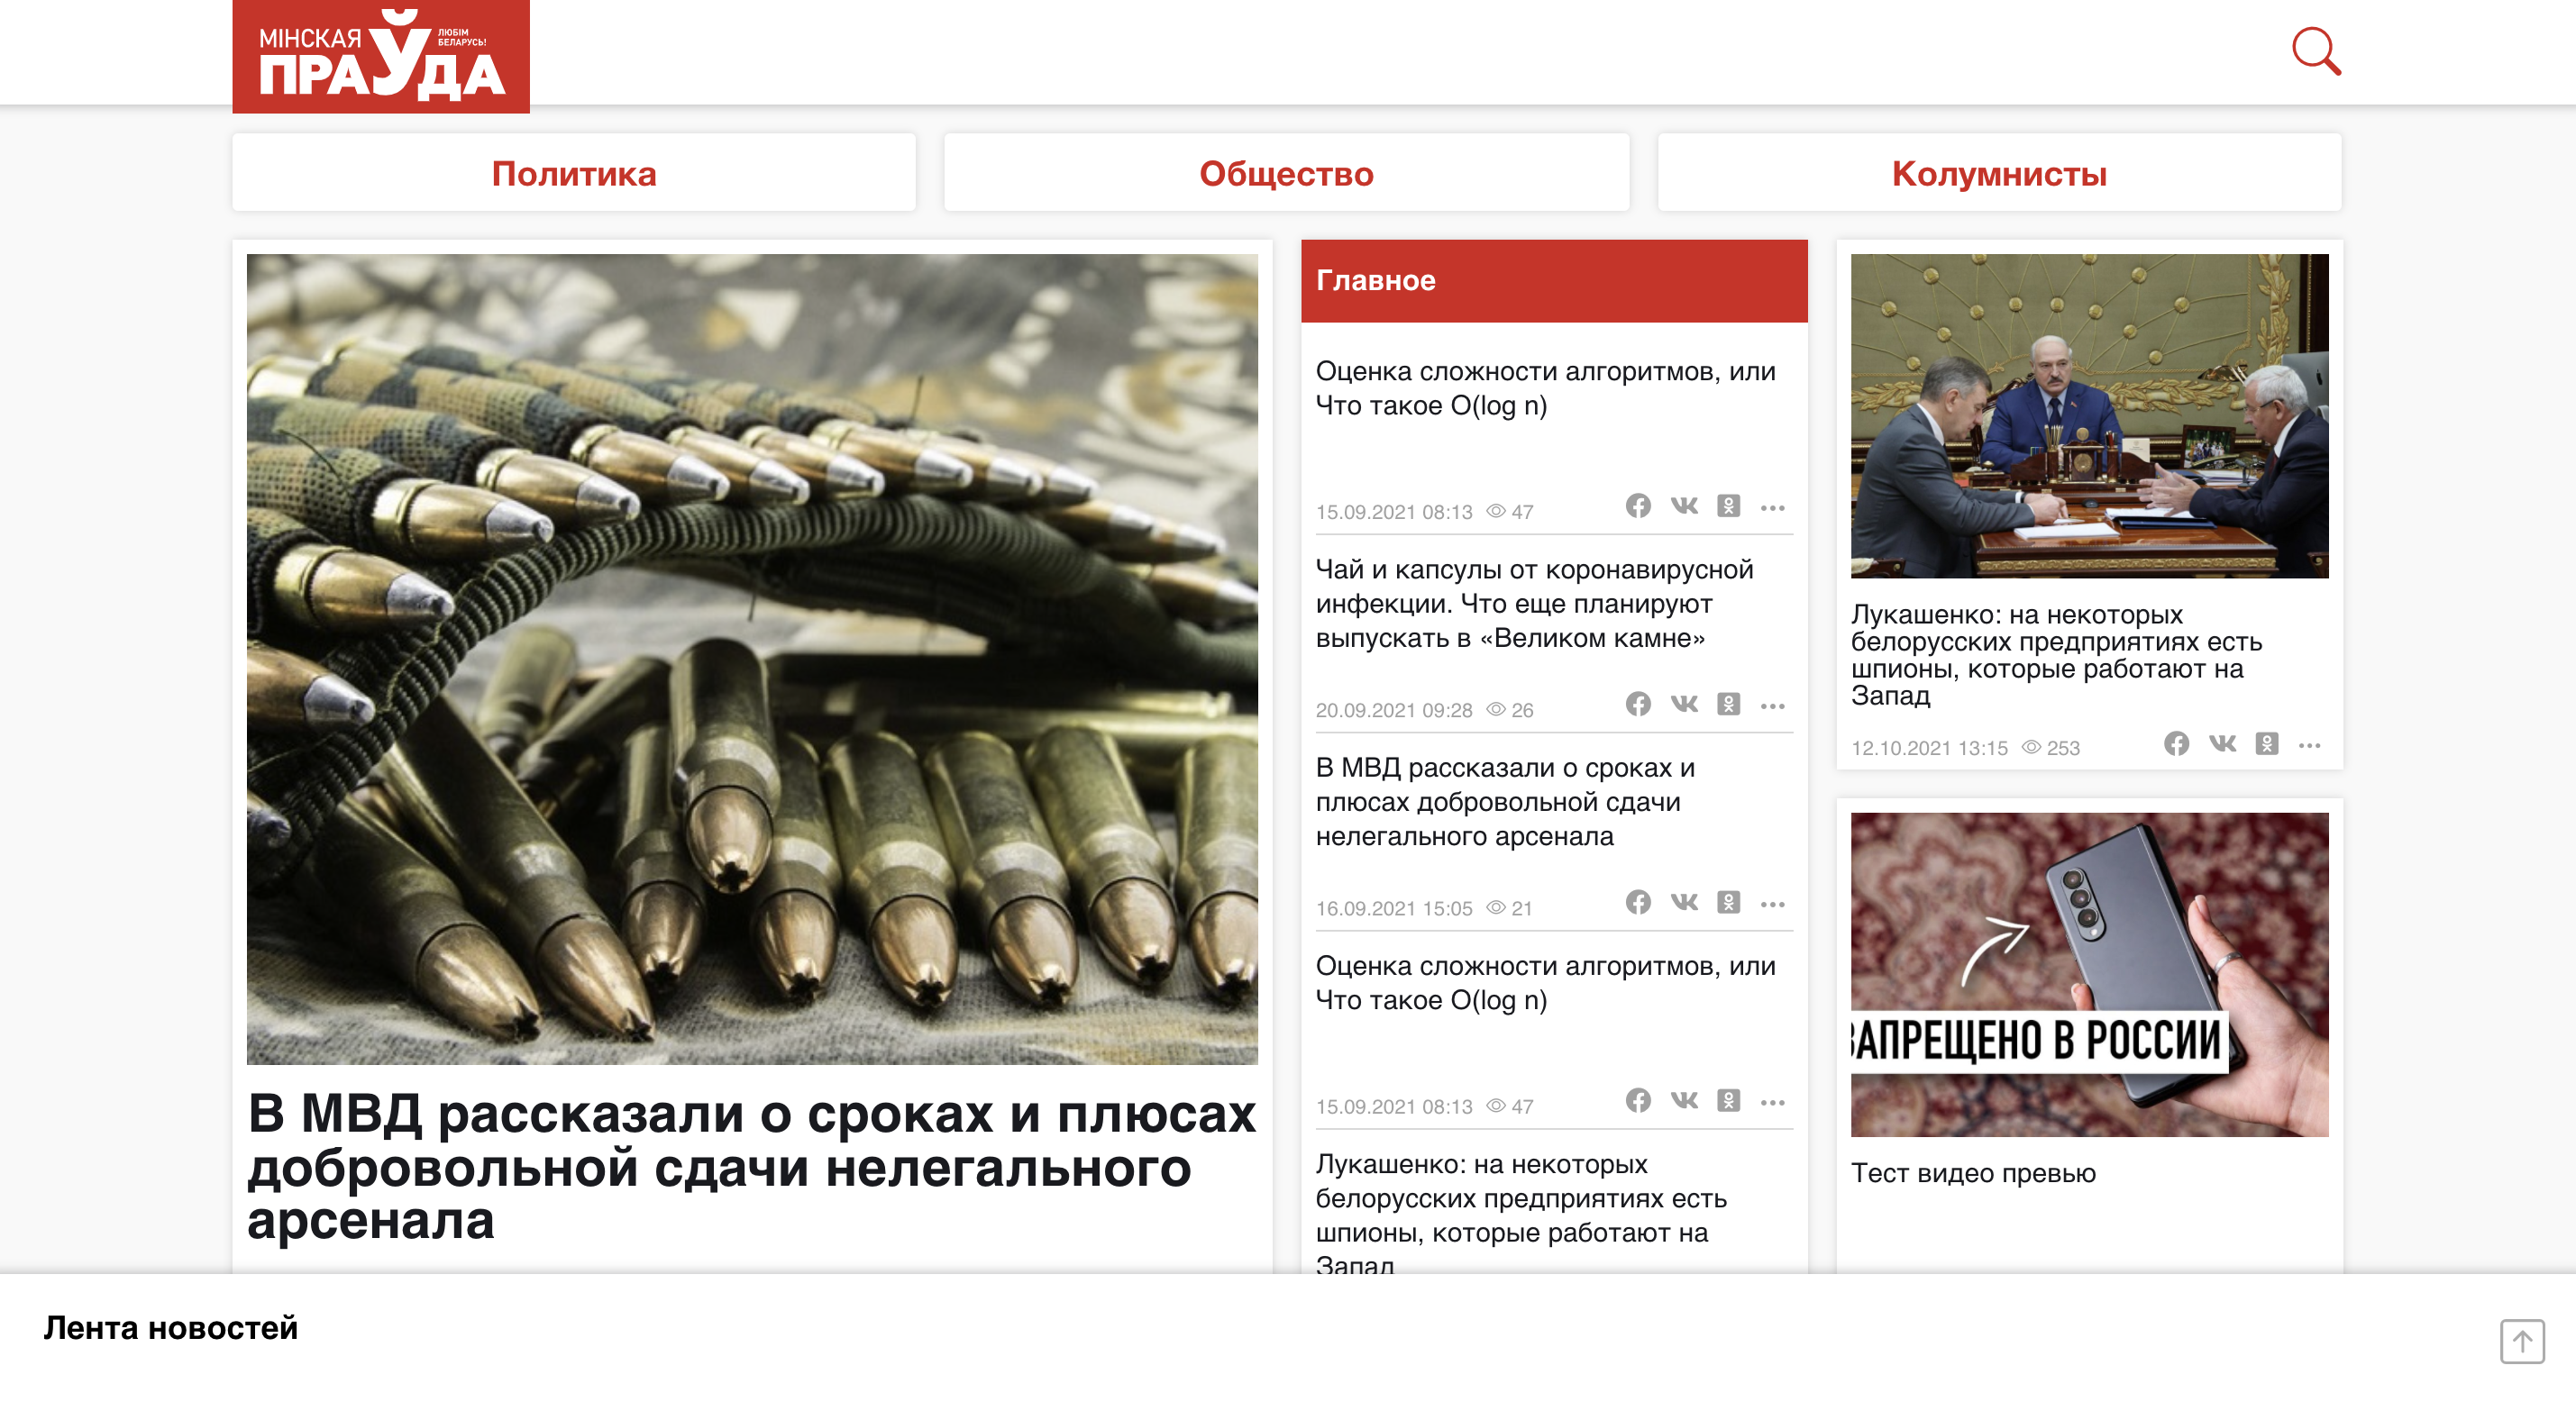 МІНСКАЯ
ЛЮБІМ
БЕЛАРУСЬ!
ПРАЎДА
Политика
Общество
Колумнисты
В МВД рассказали о сроках и плюсах
добровольной сдачи нелегального
арсенала
Главное
Оценка сложности алгоритмов, или
Что такое O(log n)
15.09.2021 08:13 47
Чай и капсулы от коронавирусной
инфекции. Что еще планируют
выпускать в «Великом камне»
20.09.2021 09:28 26
В МВД рассказали о сроках и
плюсах добровольной сдачи
нелегального арсенала
16.09.2021 15:05 21
Оценка сложности алгоритмов, или
Что такое O(log n)
15.09.2021 08:13 47
Лукашенко: на некоторых
белорусских предприятиях есть
шпионы, которые работают на
Запад
Лукашенко: на некоторых
белорусских предприятиях есть
шпионы, которые работают на
Запад
12.10.2021 13:15 253
ЗАПРЕЩЕНО В РОССИИ
Тест видео превью
Лента новостей